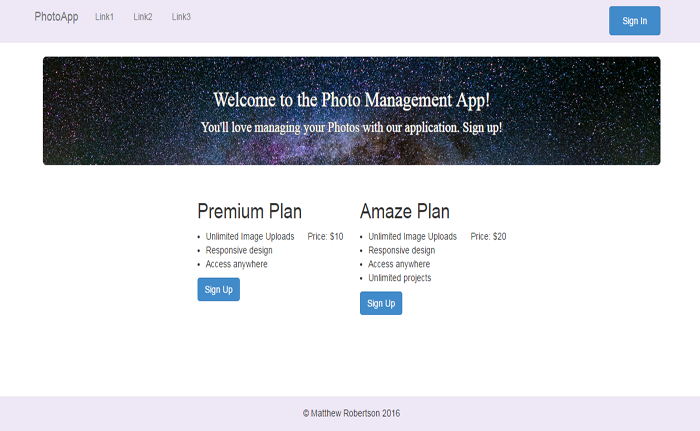 PhotoApp Link1 Link2 Link3 Sign In
Welcome to the Photo Management App!
You'll love managing your Photos with our application. Sign up!
Premium Plan
• Unlimited Image Uploads Price: $10
• Responsive design
• Access anywhere
Sign Up
Amaze Plan
• Unlimited Image Uploads Price: $20
• Responsive design
• Access anywhere
• Unlimited projects
Sign Up
© Matthew Robertson 2016